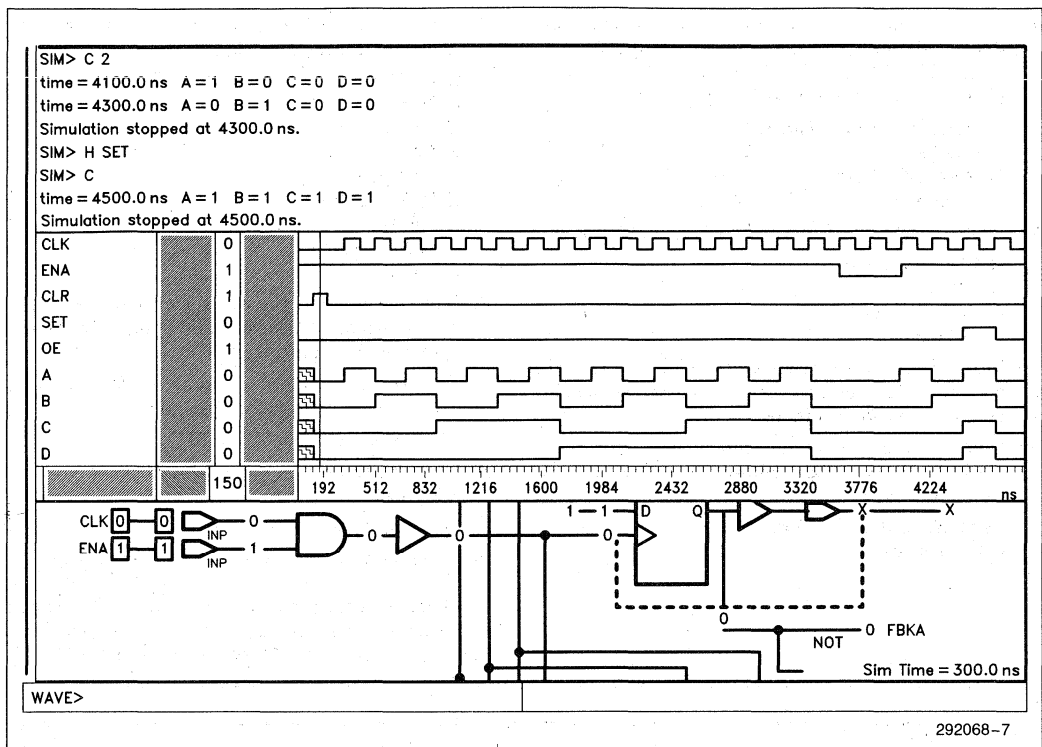 SIM> C 2
time = 4100.0 ns A = 1 B = 0 C = 0 D = 0
time = 4300.0 ns A = 0 B = 1 C = 0 D = 0
Simulation stopped at 4300.0 ns.
SIM> H SET
SIM> C
time = 4500.0 ns A = 1 B = 1 C = 1 D = 1
Simulation stopped at 4500.0 ns.
CLK 0
ENA 1
CLR 1
SET 0
OE 1
A 0
B 0
C 0
D 0
150 192 512 832 1216 1600 1984 2432 2880 3320 3776 4224 ns
1 1 D Q X X
CLK 0 0 INP 0 0 0 0
ENA 1 1 INP 1
0
0 FBKA
NOT
Sim Time = 300.0 ns
WAVE>
292068-7